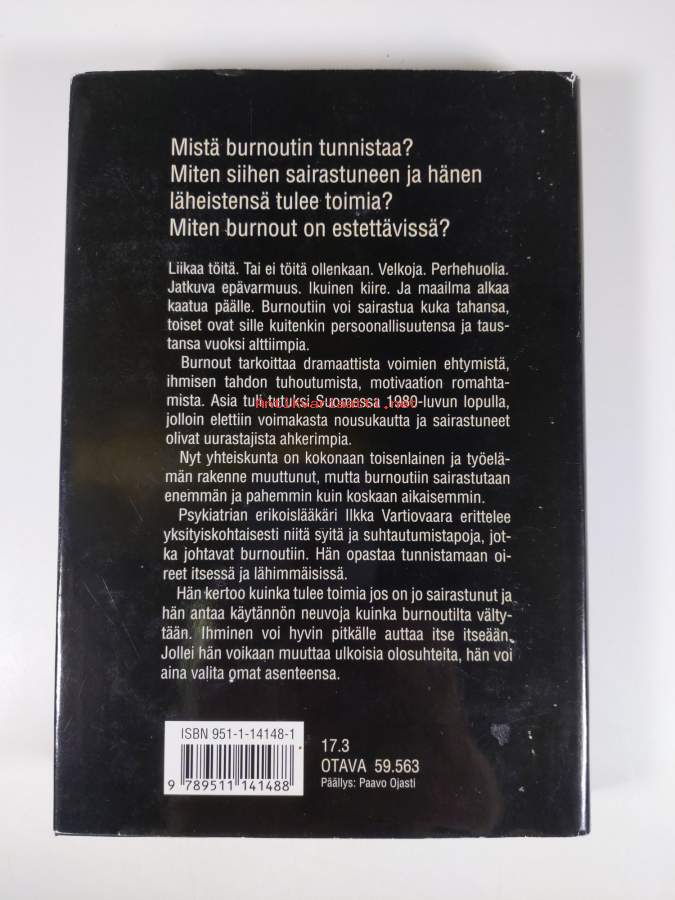 Mistä burnoutin tunnistaa?
Miten siihen sairastuneen ja hänen
läheistensä tulee toimia?
Miten burnout on estettävissä?
Liikaa töitä. Tai ei töitä ollenkaan. Velkoja. Perhehuolia.
Jatkuva epävarmuus. Ikuinen kiire. Ja maailma alkaa
kaatua päälle. Burnoutiin voi sairastua kuka tahansa,
toiset ovat sille kuitenkin persoonallisuutensa ja taus-
tansa vuoksi alttiimpia.
Burnout tarkoittaa dramaattista voimien ehtymistä,
ihmisen tahdon tuhoutumista, motivaation romahta-
mista. Asia tuli tutuksi Suomessa 1980-luvun lopulla,
antikvariaatti.net
jolloin elettiin voimakasta nousukautta ja sairastuneet
olivat uurastajista ahkerimpia.
Nyt yhteiskunta on kokonaan toisenlainen ja työelä-
män rakenne muuttunut, mutta burnoutiin sairastutaan
enemmän ja pahemmin kuin koskaan aikaisemmin.
Psykiatrian erikoislääkäri Ilkka Vartiovaara erittelee
yksityiskohtaisesti niitä syitä ja suhtautumistapoja, jot-
ka johtavat burnoutiin. Hän opastaa tunnistamaan oi-
reet itsessä ja lähimmäisissä.
Hän kertoo kuinka tulee toimia jos on jo sairastunut ja
hän antaa käytännön neuvoja kuinka burnoutilta välty-
tään. Ihminen voi hyvin pitkälle auttaa itse itseään.
Jollei hän voikaan muuttaa ulkoisia olosuhteita, hän voi
aina valita omat asenteensa.
ISBN 951-1-14148-1
9 789511 141488
17.3
OTAVA 59.563
Päällys: Paavo Ojasti